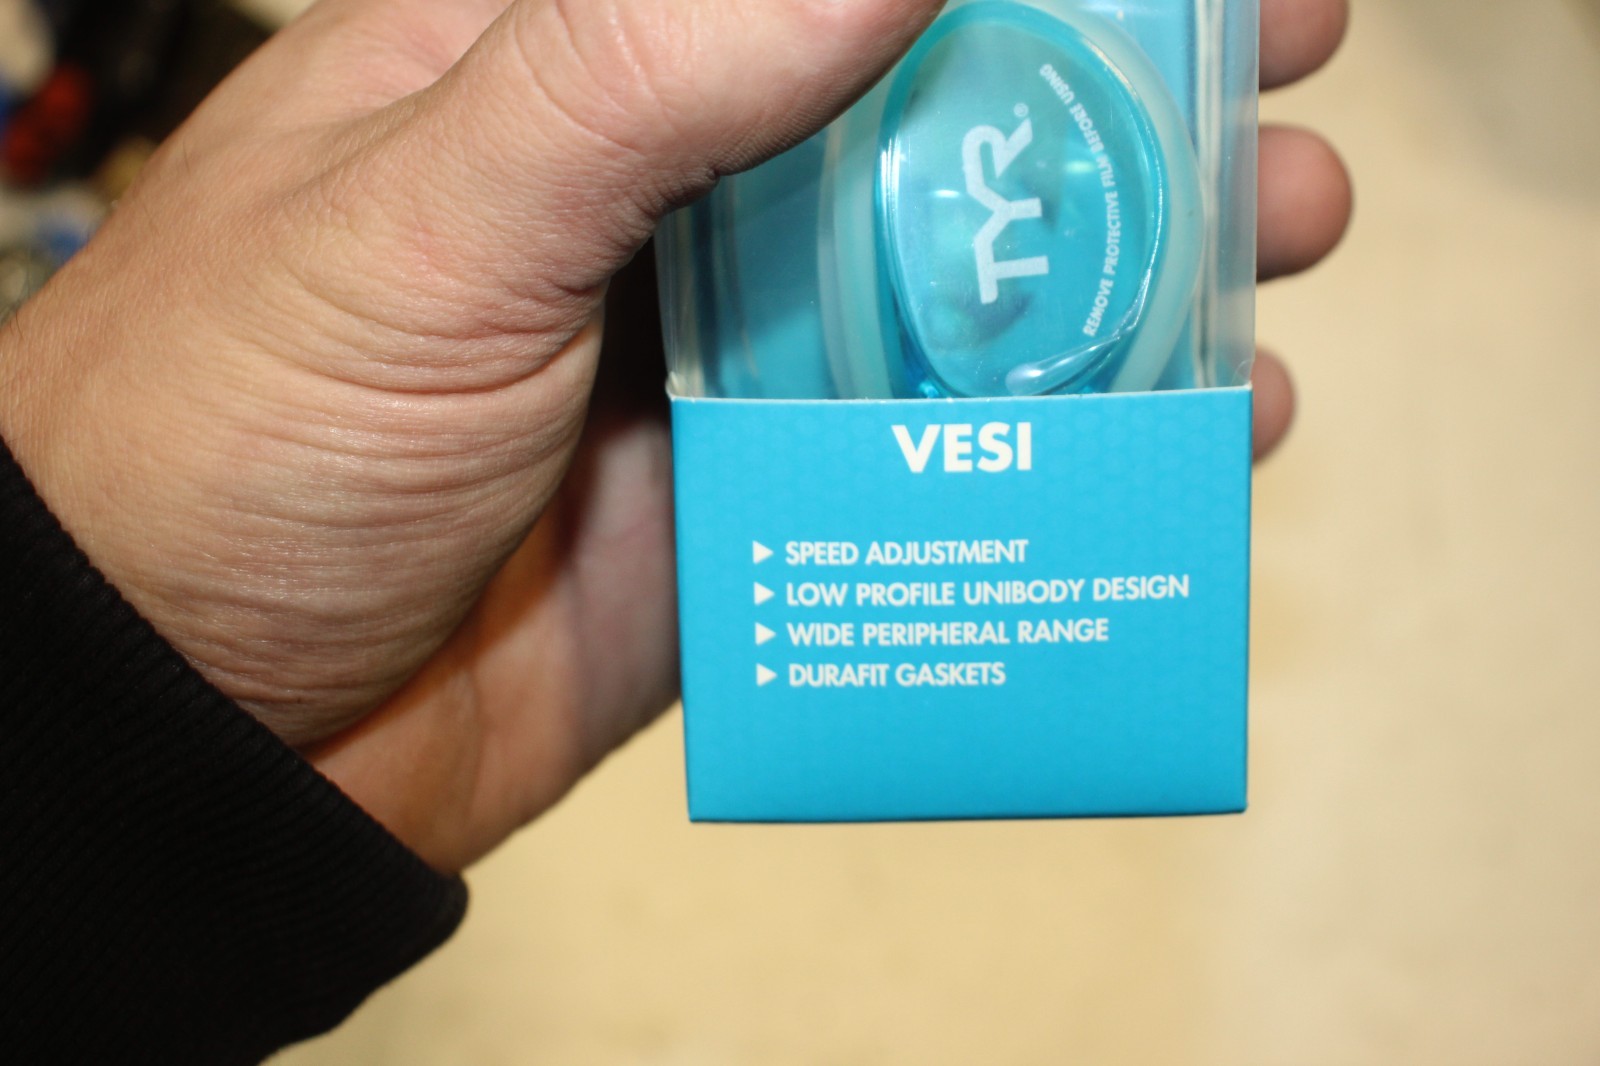 TYR®
REMOVE PROTECTIVE FILM BEFORE USING
VESI
▶ SPEED ADJUSTMENT
▶ LOW PROFILE UNIBODY DESIGN
▶ WIDE PERIPHERAL RANGE
▶ DURAFIT GASKETS